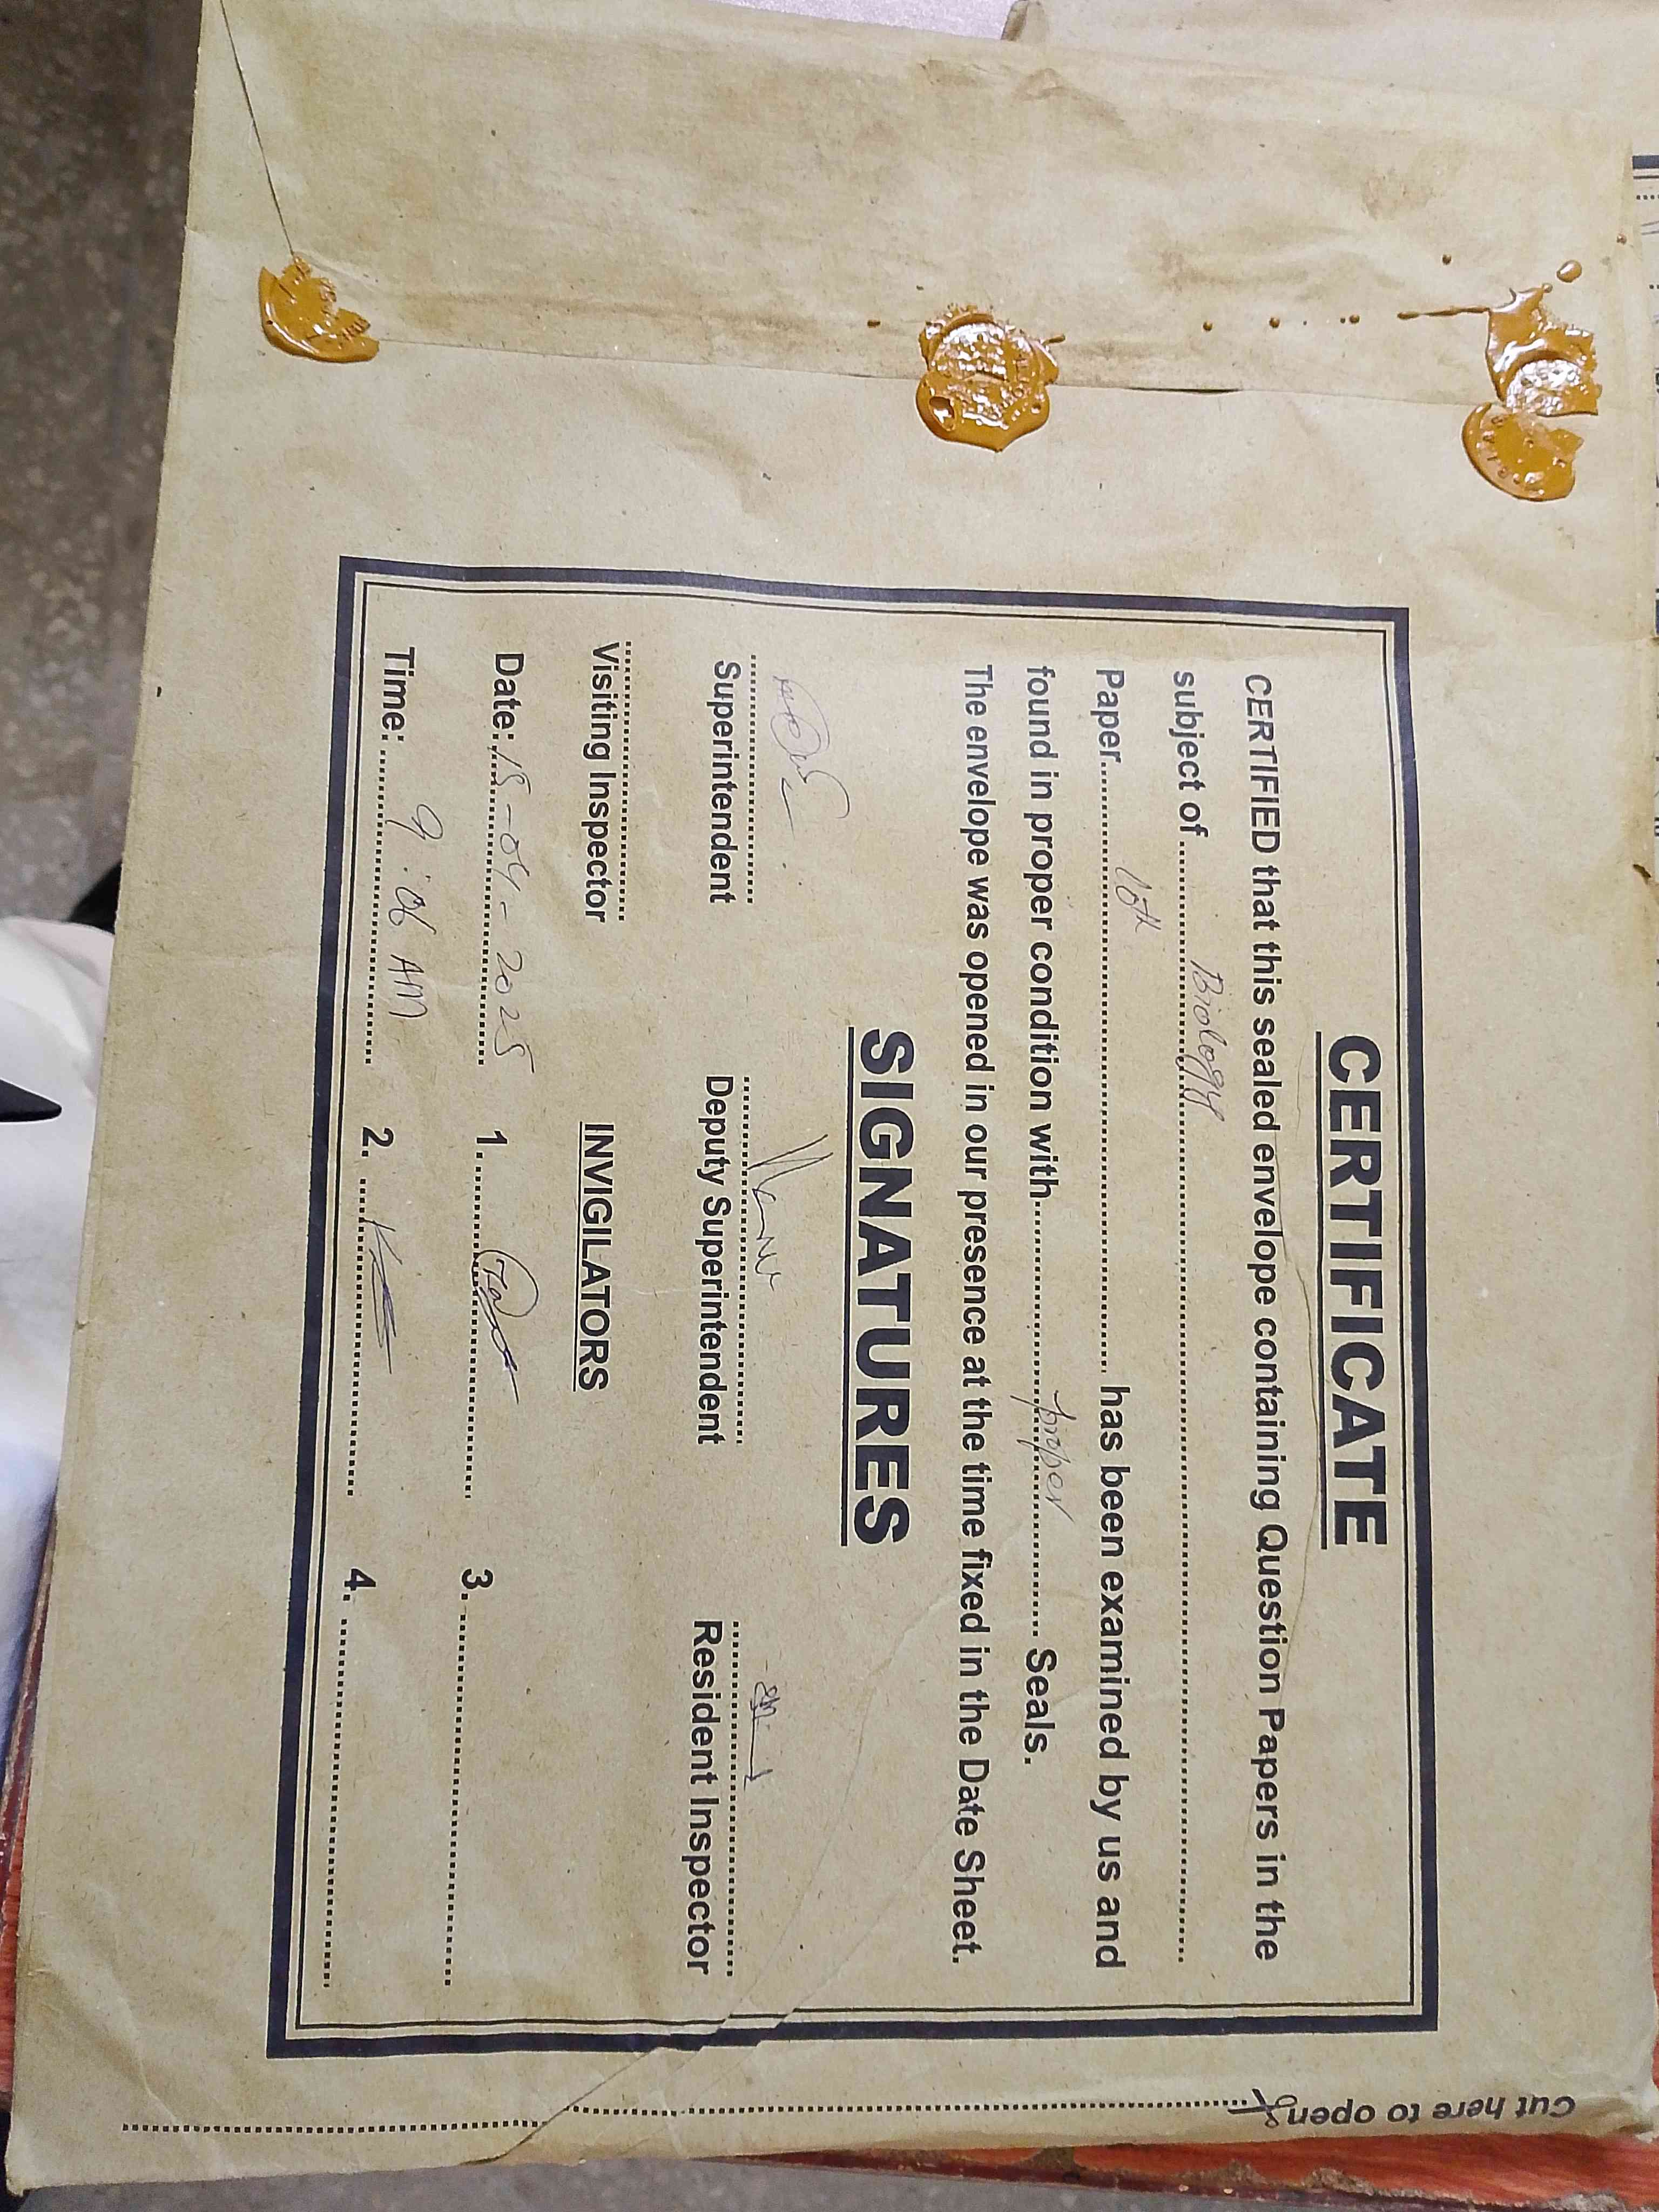 CERTIFICATE
CERTIFIED that this sealed envelope containing Question Papers in the
subject of Biology
Paper 10th has been examined by us and
found in proper condition with proper Seals.
The envelope was opened in our presence at the time fixed in the Date Sheet.
SIGNATURES
Superintendent Deputy Superintendent Resident Inspector
Visiting Inspector INVIGILATORS
Date: 15-04-2025 1. 3.
Time: 9:06 AM 2. 4.
Cut here to open